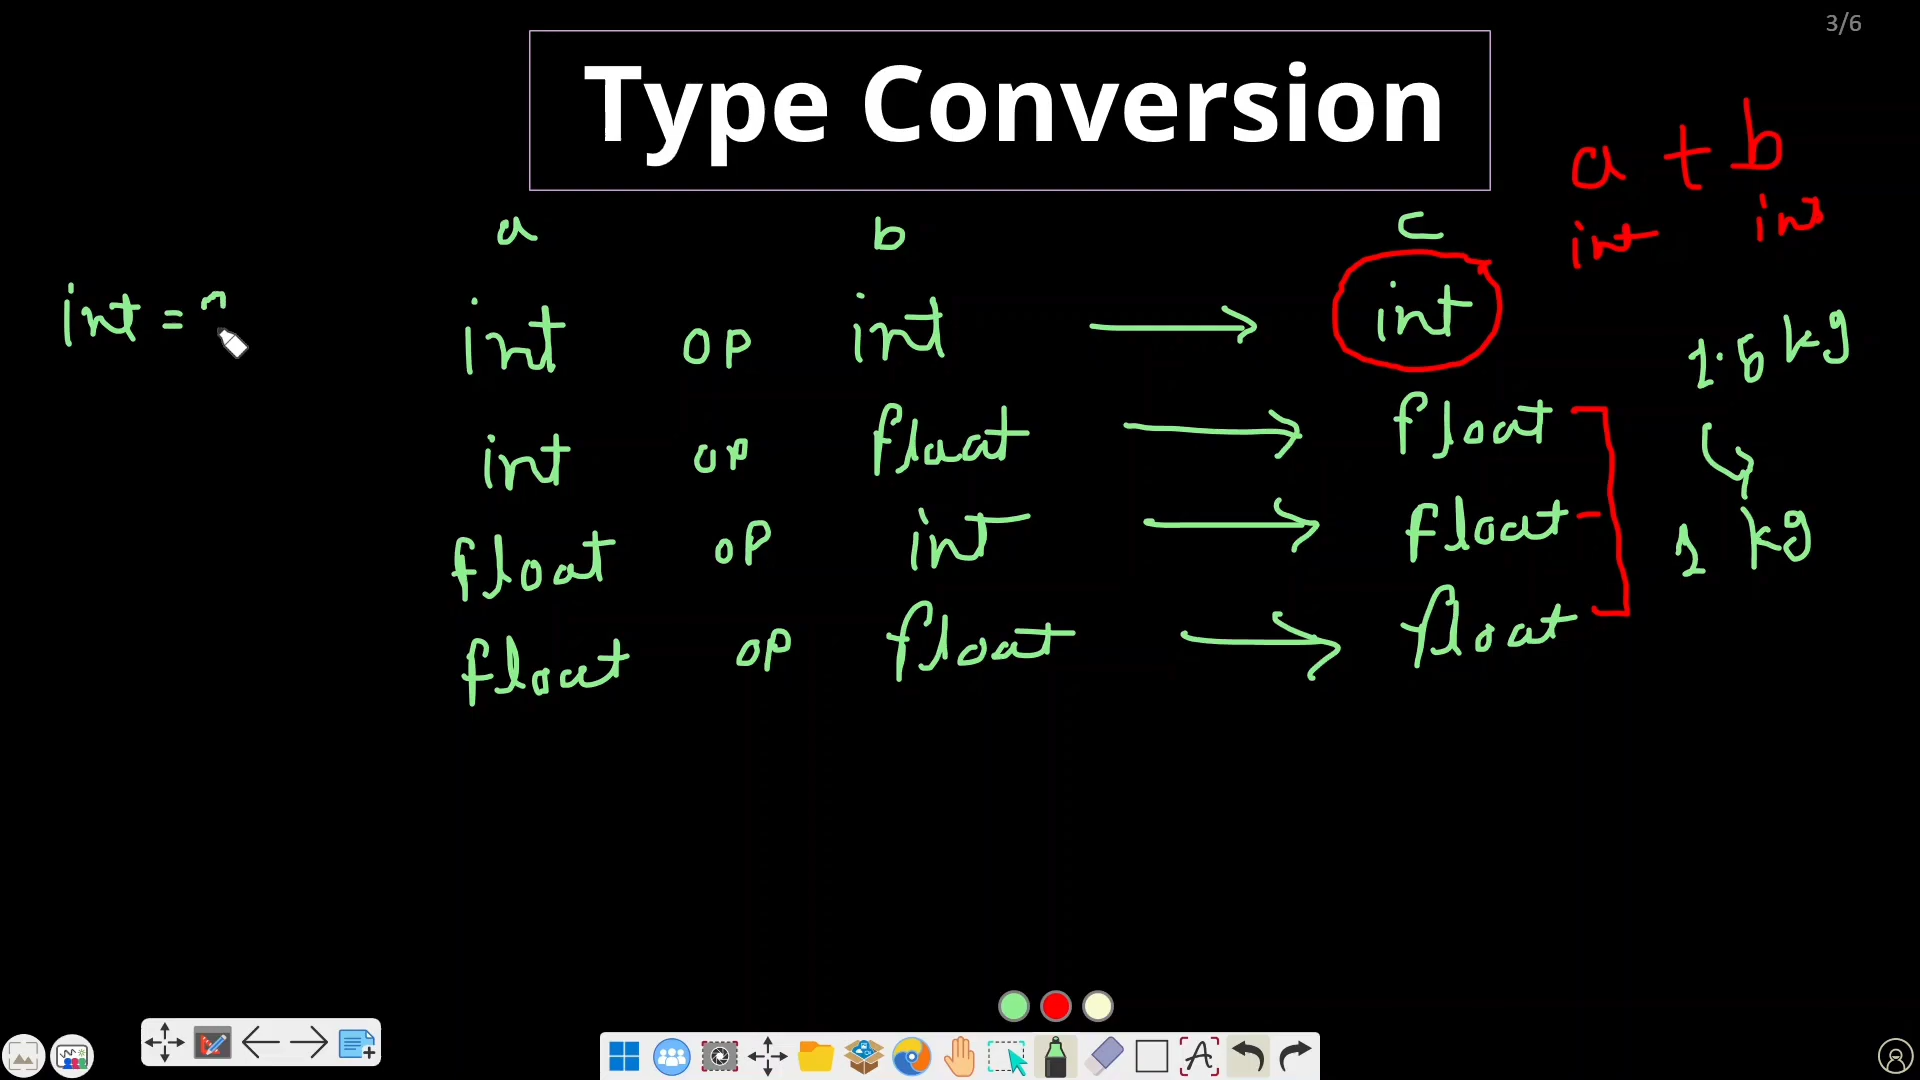 3/6
Type Conversion
a + b
int int
a b c
int =
int op int → int
1.5 kg
int op float → float
float op int → float
1 kg
float op float → float